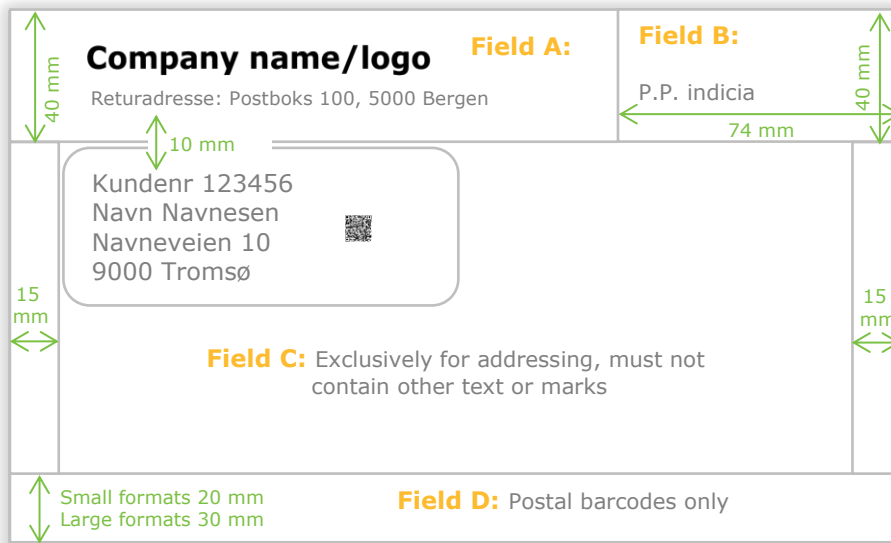 Company name/logo
Field A:
Field B:
Returadresse: Postboks 100, 5000 Bergen
P.P. indicia
40 mm
40 mm
74 mm
10 mm
Kundenr 123456
Navn Navnesen
Navneveien 10
9000 Tromsø
15
mm
15
mm
Field C: Exclusively for addressing, must not
contain other text or marks
Small formats 20 mm
Large formats 30 mm
Field D: Postal barcodes only